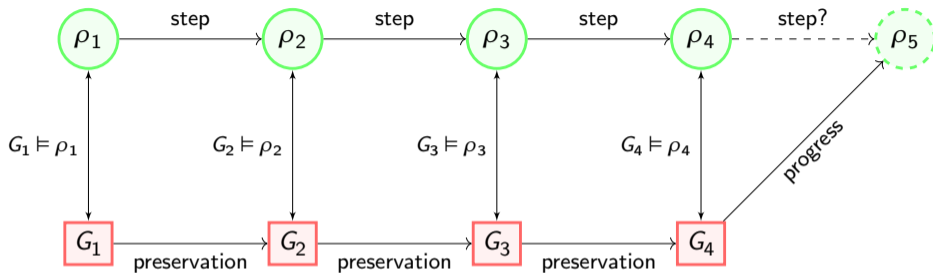 step step step step?
ρ₁ ρ₂ ρ₃ ρ₄ ρ₅
G₁ ⊨ ρ₁ G₂ ⊨ ρ₂ G₃ ⊨ ρ₃ G₄ ⊨ ρ₄
progress
G₁ G₂ G₃ G₄
preservation preservation preservation